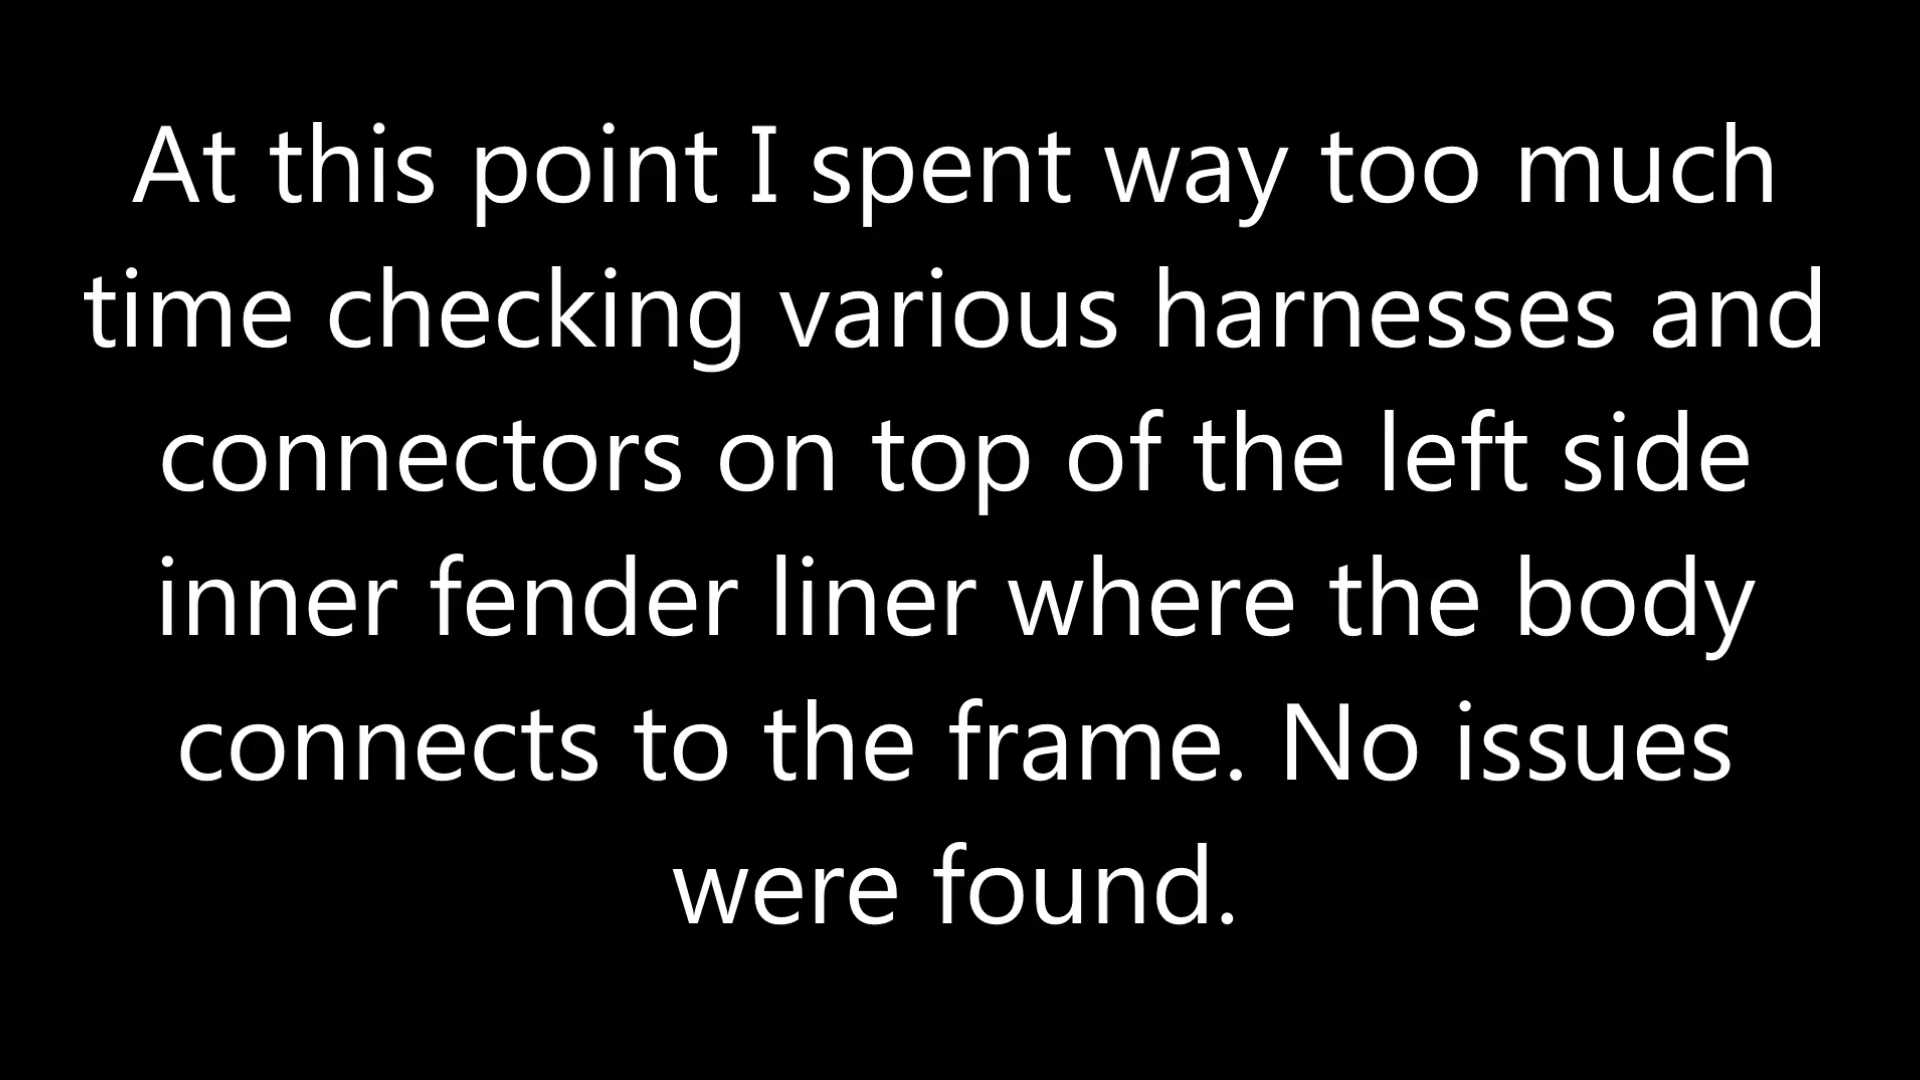 At this point I spent way too much
time checking various harnesses and
connectors on top of the left side
inner fender liner where the body
connects to the frame. No issues
were found.